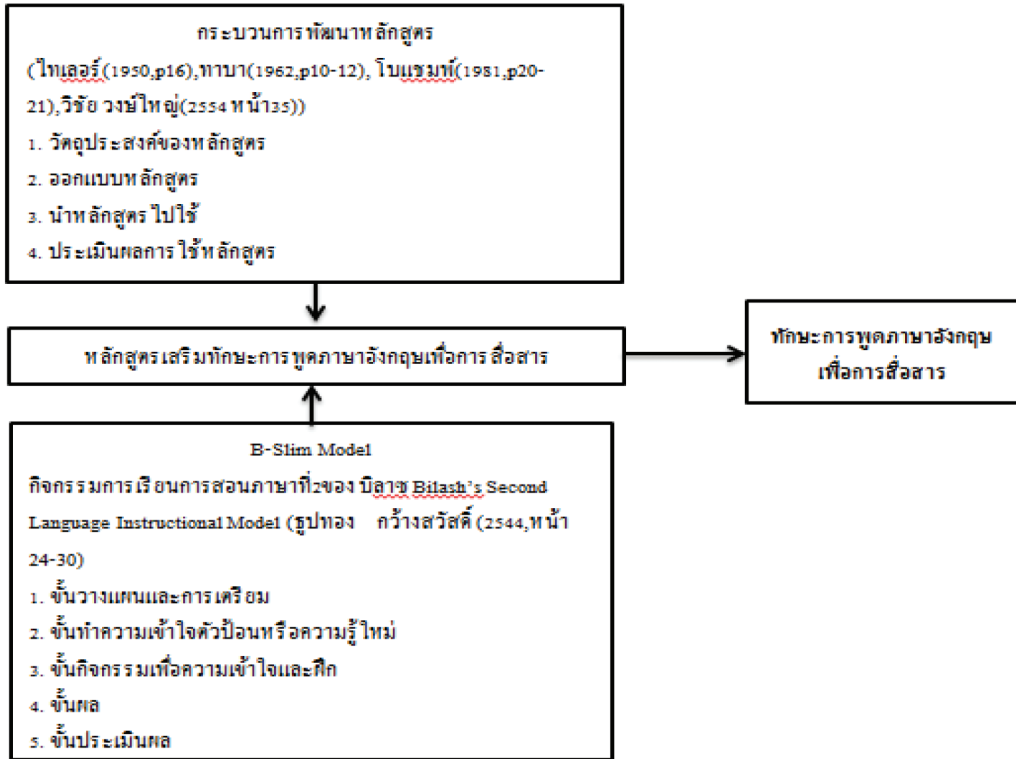 กระบวนการพัฒนาหลักสูตร
(ไทเลอร์(1950,p16),ทาบา(1962,p10-12), โบแชมพ์(1981,p20-
21),วิชัย วงษ์ใหญ่(2554 หน้า35))
1. วัตถุประสงค์ของหลักสูตร
2. ออกแบบหลักสูตร
3. นำหลักสูตรไปใช้
4. ประเมินผลการใช้หลักสูตร
หลักสูตรเสริมทักษะการพูดภาษาอังกฤษเพื่อการสื่อสาร
ทักษะการพูดภาษาอังกฤษ
เพื่อการสื่อสาร
B-Slim Model
กิจกรรมการเรียนการสอนภาษาที่2ของ บิลาซ Bilash's Second
Language Instructional Model (ธูปทอง กว้างสวัสดิ์ (2544,หน้า
24-30)
1. ขั้นวางแผนและการเตรียม
2. ขั้นทำความเข้าใจตัวป้อนหรือความรู้ใหม่
3. ขั้นกิจกรรมเพื่อความเข้าใจและฝึก
4. ขั้นผล
5. ขั้นประเมินผล